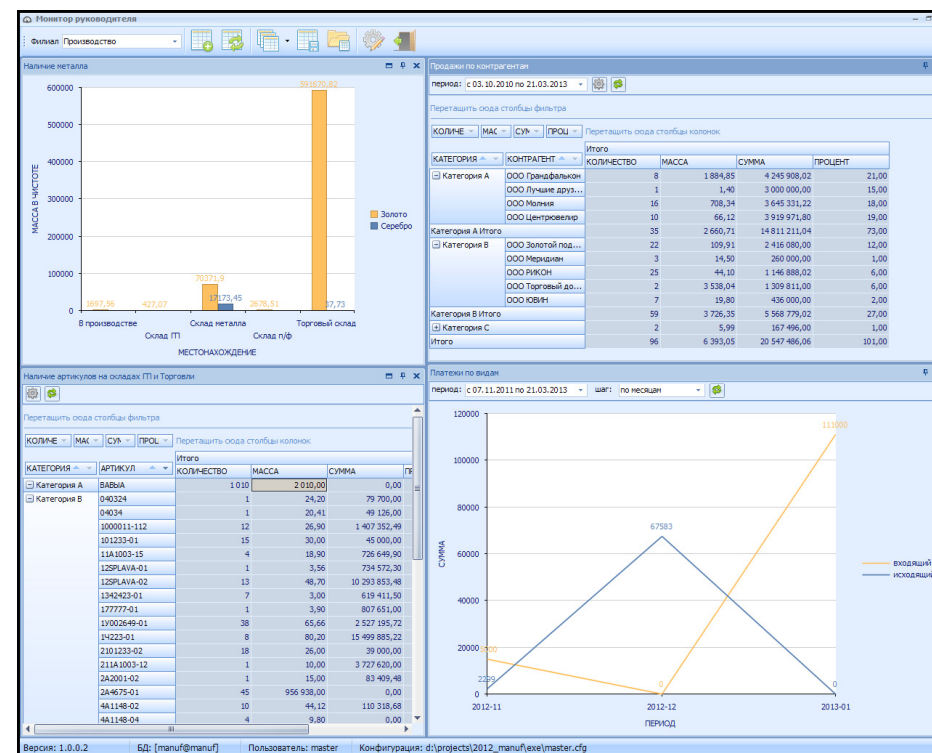 Монитор руководителя
Филиал Производство
Наличие металла
591670,82
600000
500000
400000
300000
200000
100000
0
МАССА В ЧИСТОТЕ
1897,56
427,07
70371,9
17173,45
2678,51
37,73
В производстве
Склад ГП
Склад металла
Склад п/ф
Торговый склад
МЕСТОНАХОЖДЕНИЕ
Золото
Серебро
Продажи по контрагентам
период: с 03.10.2010 по 21.03.2013
Перетащить сюда столбцы фильтра
КОЛИЧЕ МАС СУМ ПРОЦ Перетащить сюда столбцы колонок
Итого
КАТЕГОРИЯ КОНТРАГЕНТ КОЛИЧЕСТВО МАССА СУММА ПРОЦЕНТ
Категория А ООО Грандфалькон 8 1 884,85 4 245 908,02 21,00
ООО Лучшие друз... 1 1,40 3 000 000,00 15,00
ООО Молния 16 708,34 3 645 331,22 18,00
ООО Центрювелир 10 66,12 3 919 971,80 19,00
Категория А Итого 35 2 660,71 14 811 211,04 73,00
Категория В ООО Золотой под... 22 109,91 2 416 080,00 12,00
ООО Меридиан 3 14,50 260 000,00 1,00
ООО РИКОН 25 44,10 1 146 888,02 6,00
ООО Торговый до... 2 3 538,04 1 309 811,00 6,00
ООО ЮВИН 7 19,80 436 000,00 2,00
Категория В Итого 59 3 726,35 5 568 779,02 27,00
Категория С 2 5,99 167 496,00 1,00
Итого 96 6 393,05 20 547 486,06 101,00
Наличие артикулов на складах ГП и Торговли
Перетащить сюда столбцы фильтра
КОЛИЧЕ МАС СУМ ПРОЦ Перетащить сюда столбцы колонок
Итого
КАТЕГОРИЯ АРТИКУЛ КОЛИЧЕСТВО МАССА СУММА ПР
Категория А ВАВЫА 1 010 2 010,00 0,00
Категория В 040324 1 24,20 79 700,00
04034 1 20,41 49 126,00
1000011-112 12 26,90 1 407 352,49
101233-01 15 30,00 45 000,00
11А1003-15 4 18,90 726 649,90
12SPLAVA-01 1 3,56 734 572,30
12SPLAVA-02 13 48,70 10 293 853,48
1342423-01 7 3,00 619 411,50
177777-01 1 3,90 807 651,00
1У002649-01 38 65,66 2 527 195,72
1Ч223-01 8 80,20 15 499 885,22
2101233-02 18 26,00 39 000,00
211А1003-12 1 10,00 3 727 620,00
2А2001-02 1 15,00 83 409,48
2А4675-01 45 956 938,00 0,00
4А1148-02 10 44,12 110 318,68
4А1148-04 4 9,80 0,00
Платежи по видам
период: с 07.11.2011 по 21.03.2013 шаг: по месяцам
120000
100000
80000
60000
40000
20000
0
СУММА
111000
67583
2299
0
0
2012-11
2012-12
2013-01
ПЕРИОД
входящий
исходящий
Версия: 1.0.0.2 БД: [manuf@manuf] Пользователь: master Конфигурация: d:\projects\2012_manuf\exe\master.cfg